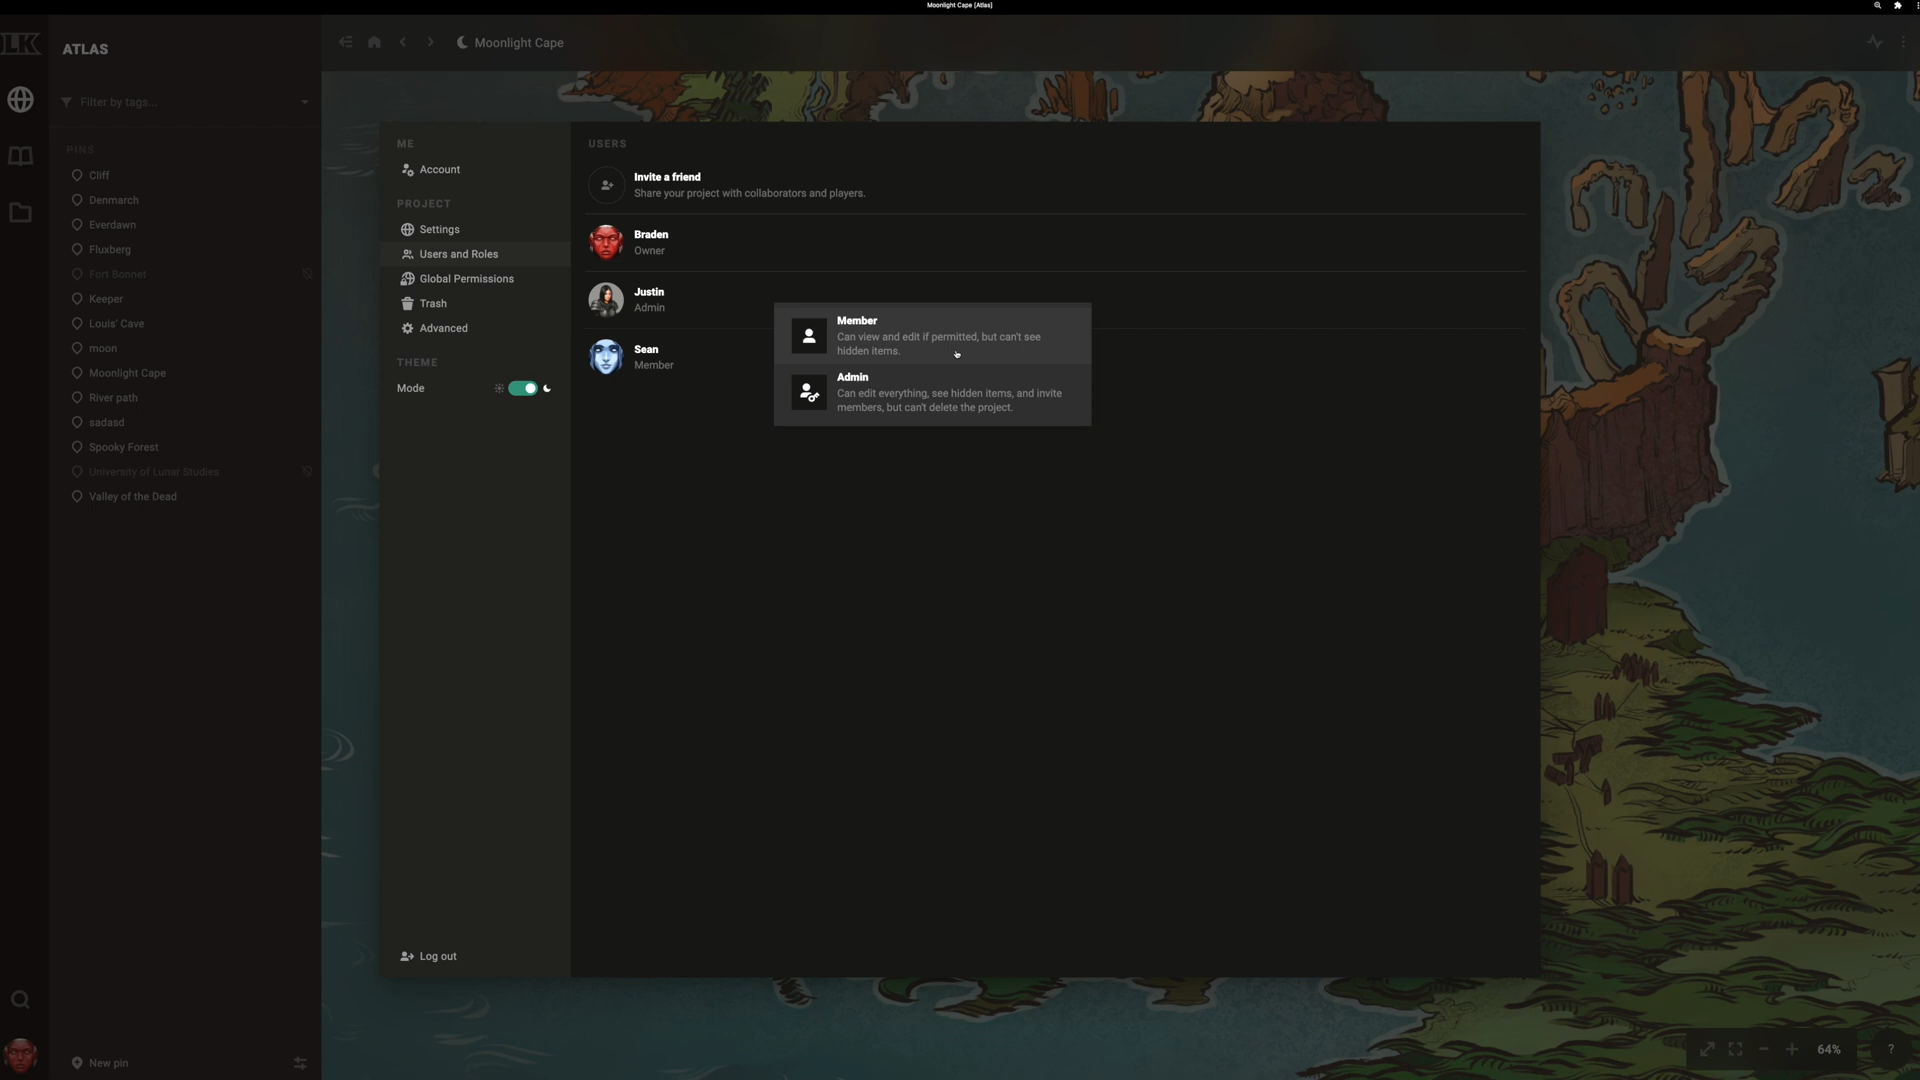 Moonlight Cape [Atlas]
LK
ATLAS
Moonlight Cape
Filter by tags...
PINS
Cliff
Denmarch
Everdawn
Fluxberg
Fort Bonnet
Keeper
Louis' Cave
moon
Moonlight Cape
River path
sadasd
Spooky Forest
University of Lunar Studies
Valley of the Dead
New pin
ME
Account
PROJECT
Settings
Users and Roles
Global Permissions
Trash
Advanced
THEME
Mode
Log out
USERS
Invite a friend
Share your project with collaborators and players.
Braden
Owner
Justin
Admin
Sean
Member
Member
Can view and edit if permitted, but can't see
hidden items.
Admin
Can edit everything, see hidden items, and invite
members, but can't delete the project.
64%
?